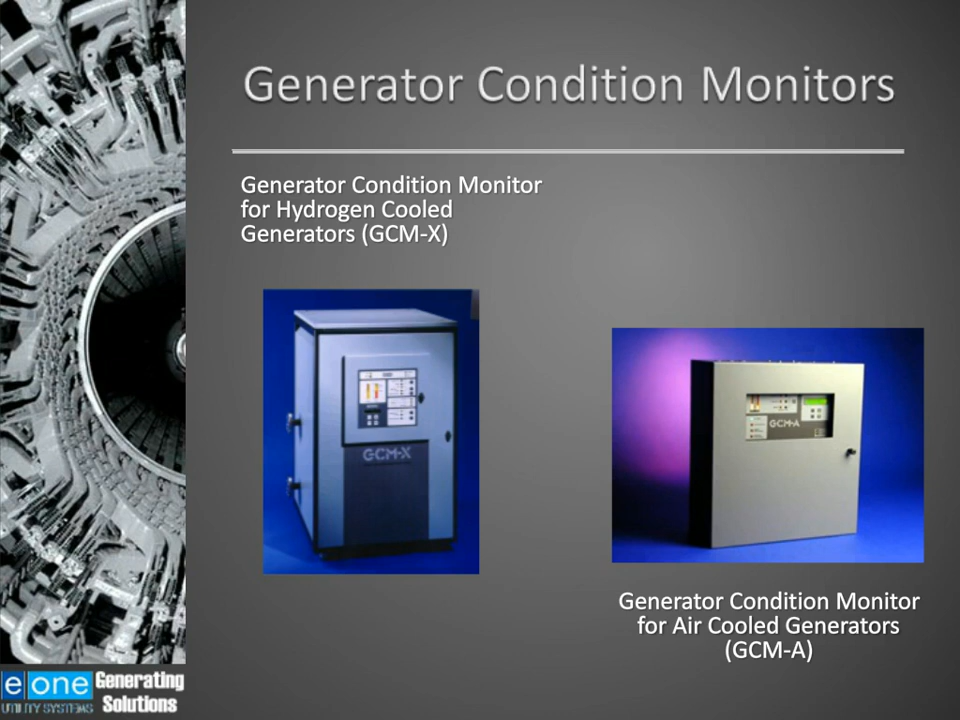 Generator Condition Monitors
Generator Condition Monitor
for Hydrogen Cooled
Generators (GCM-X)
GCM-X
GCM-A
Generator Condition Monitor
for Air Cooled Generators
(GCM-A)
e one
UTILITY SYSTEMS
Generating
Solutions